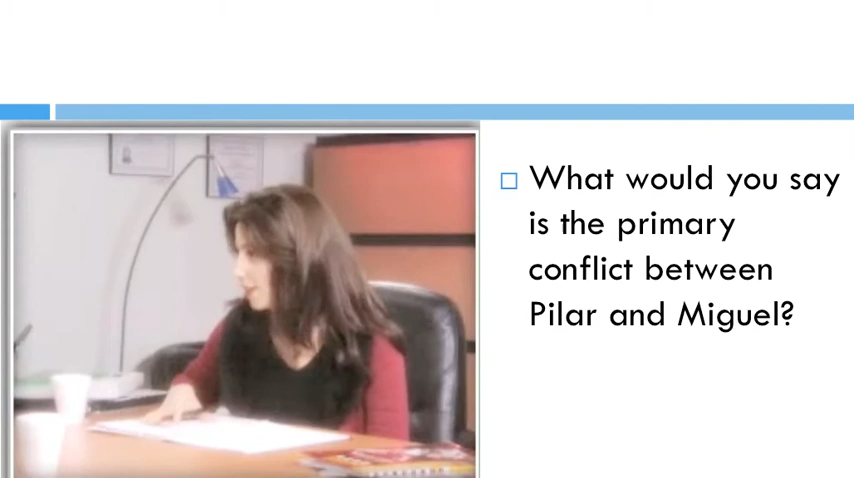 What would you say
is the primary
conflict between
Pilar and Miguel?